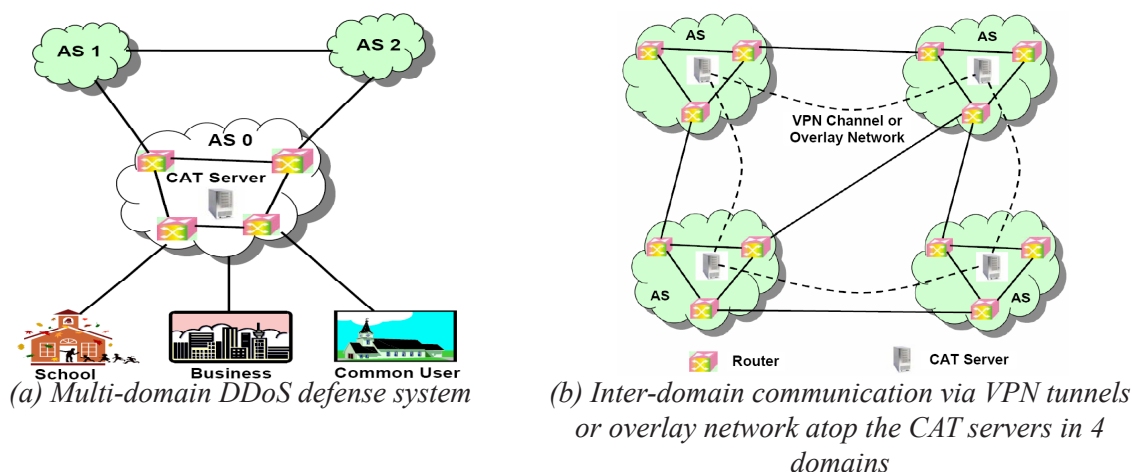 AS 1
AS 2
AS 0
CAT Server
School
Business
Common User
(a) Multi-domain DDoS defense system
AS
AS
VPN Channel or
Overlay Network
AS
AS
Router
CAT Server
(b) Inter-domain communication via VPN tunnels
or overlay network atop the CAT servers in 4
domains